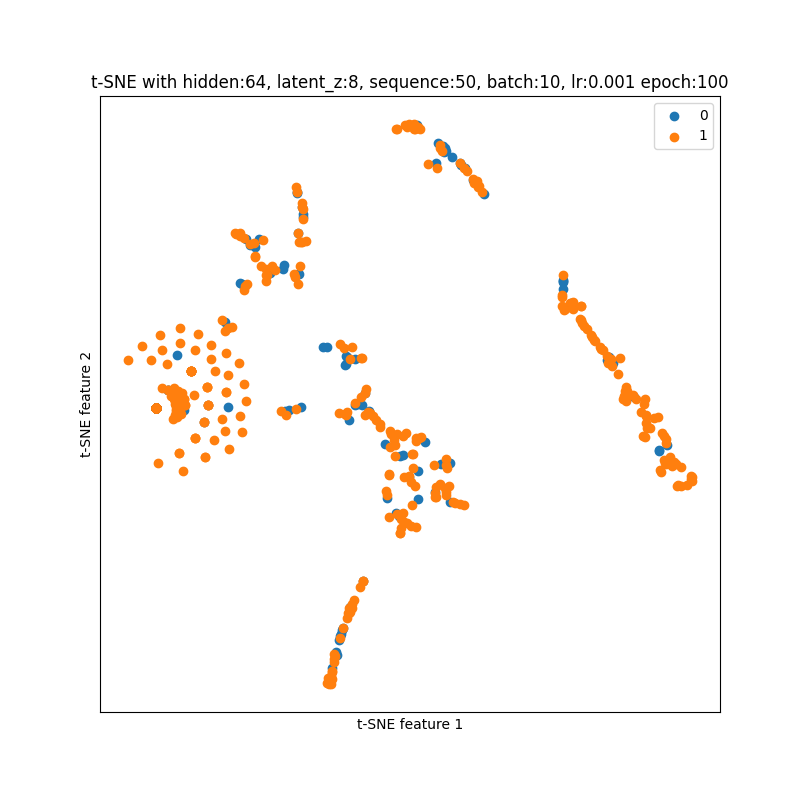 t-SNE with hidden:64, latent_z:8, sequence:50, batch:10, lr:0.001 epoch:100
0
1
t-SNE feature 2
t-SNE feature 1